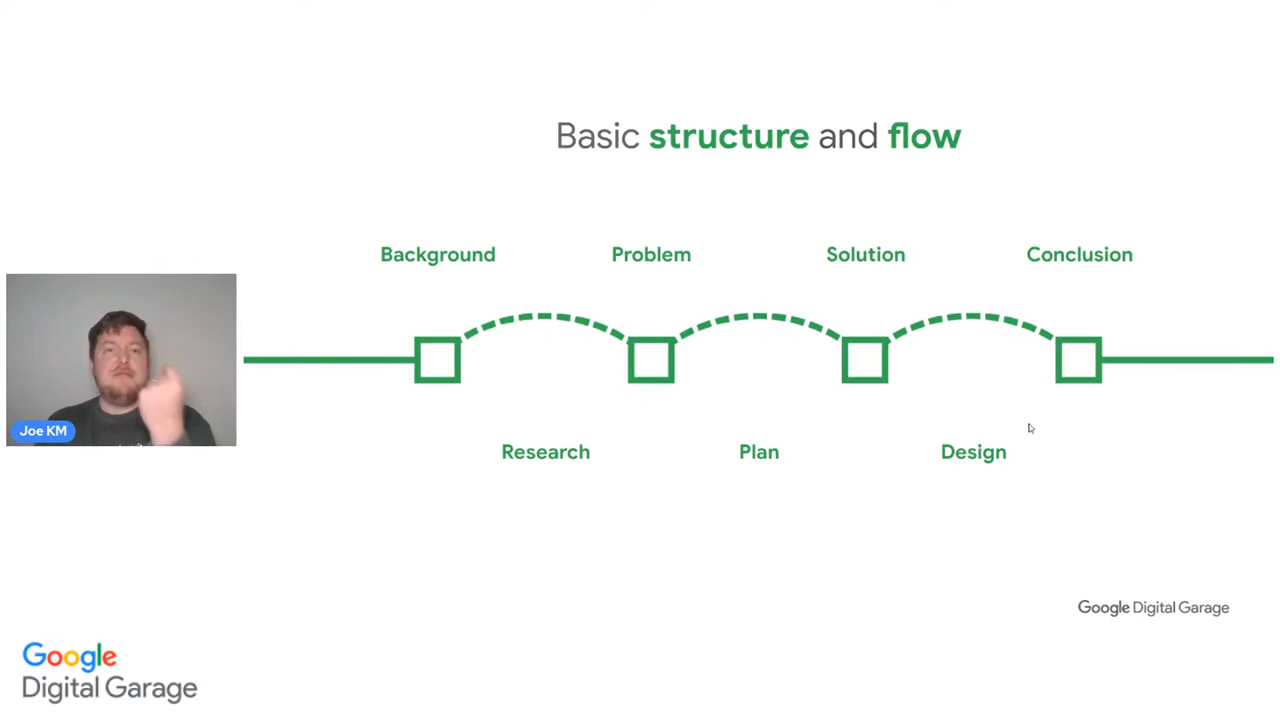 Basic structure and flow
Background Problem Solution Conclusion
Joe KM
Research Plan Design
Google Digital Garage
Google
Digital Garage